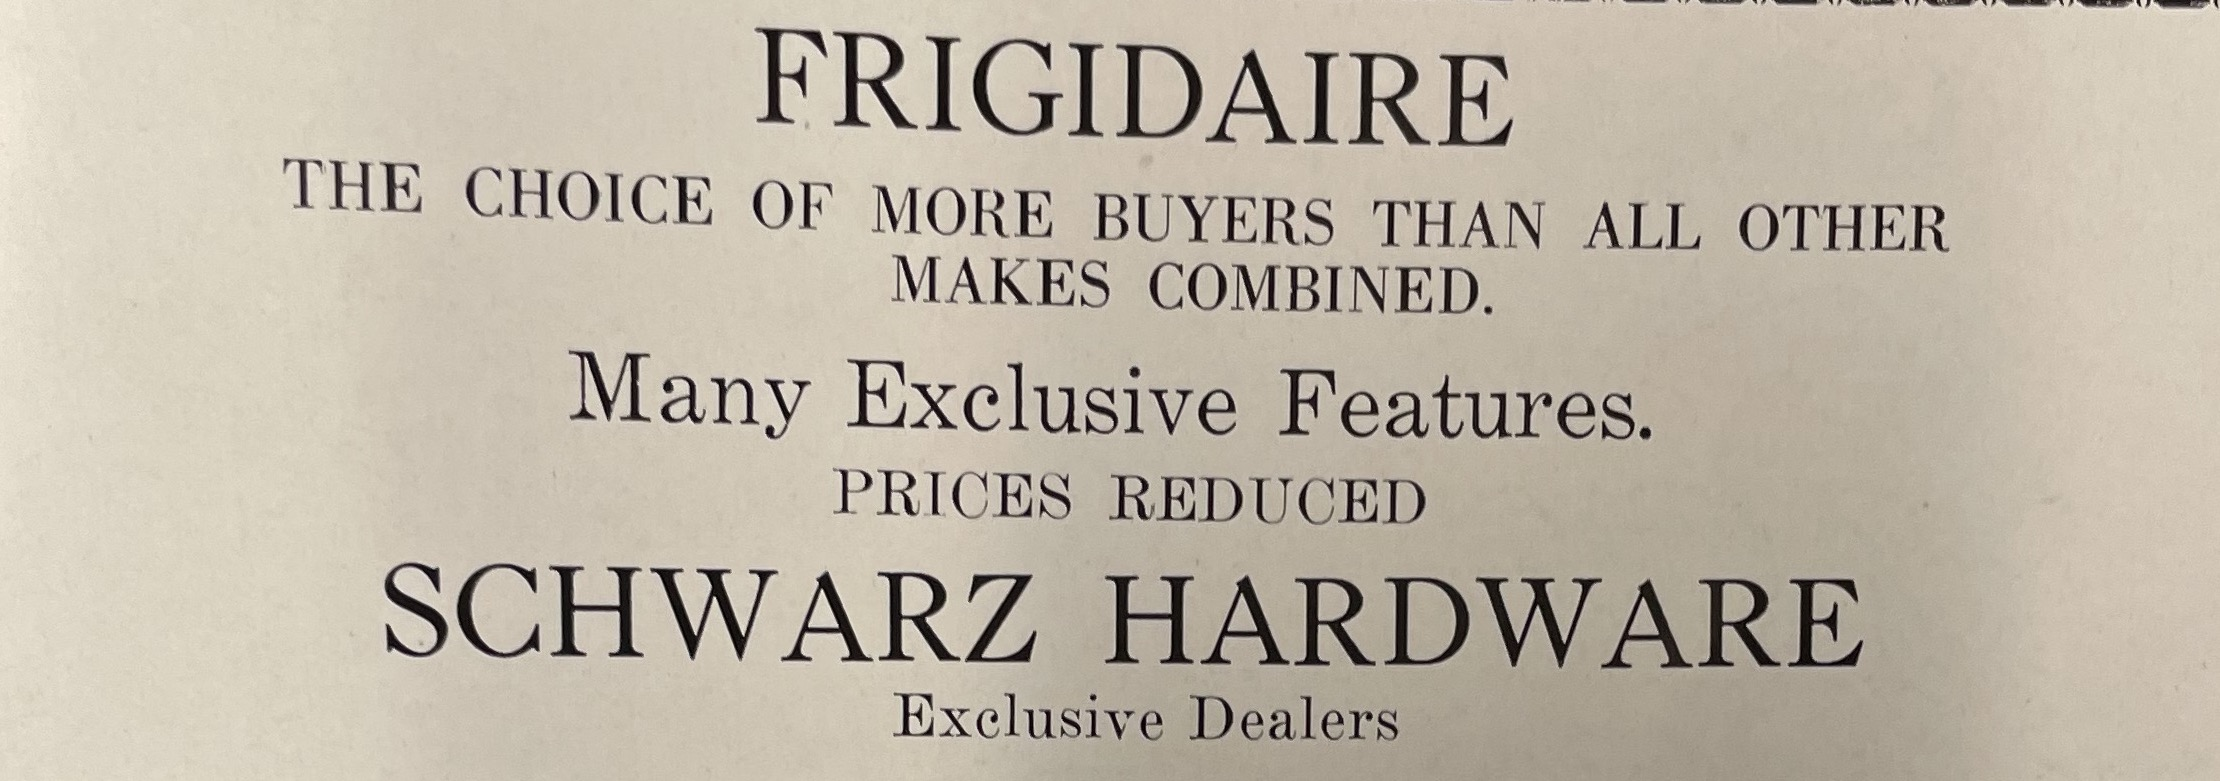 FRIGIDAIRE
THE CHOICE OF MORE BUYERS THAN ALL OTHER
MAKES COMBINED.
Many Exclusive Features.
PRICES REDUCED
SCHWARZ HARDWARE
Exclusive Dealers